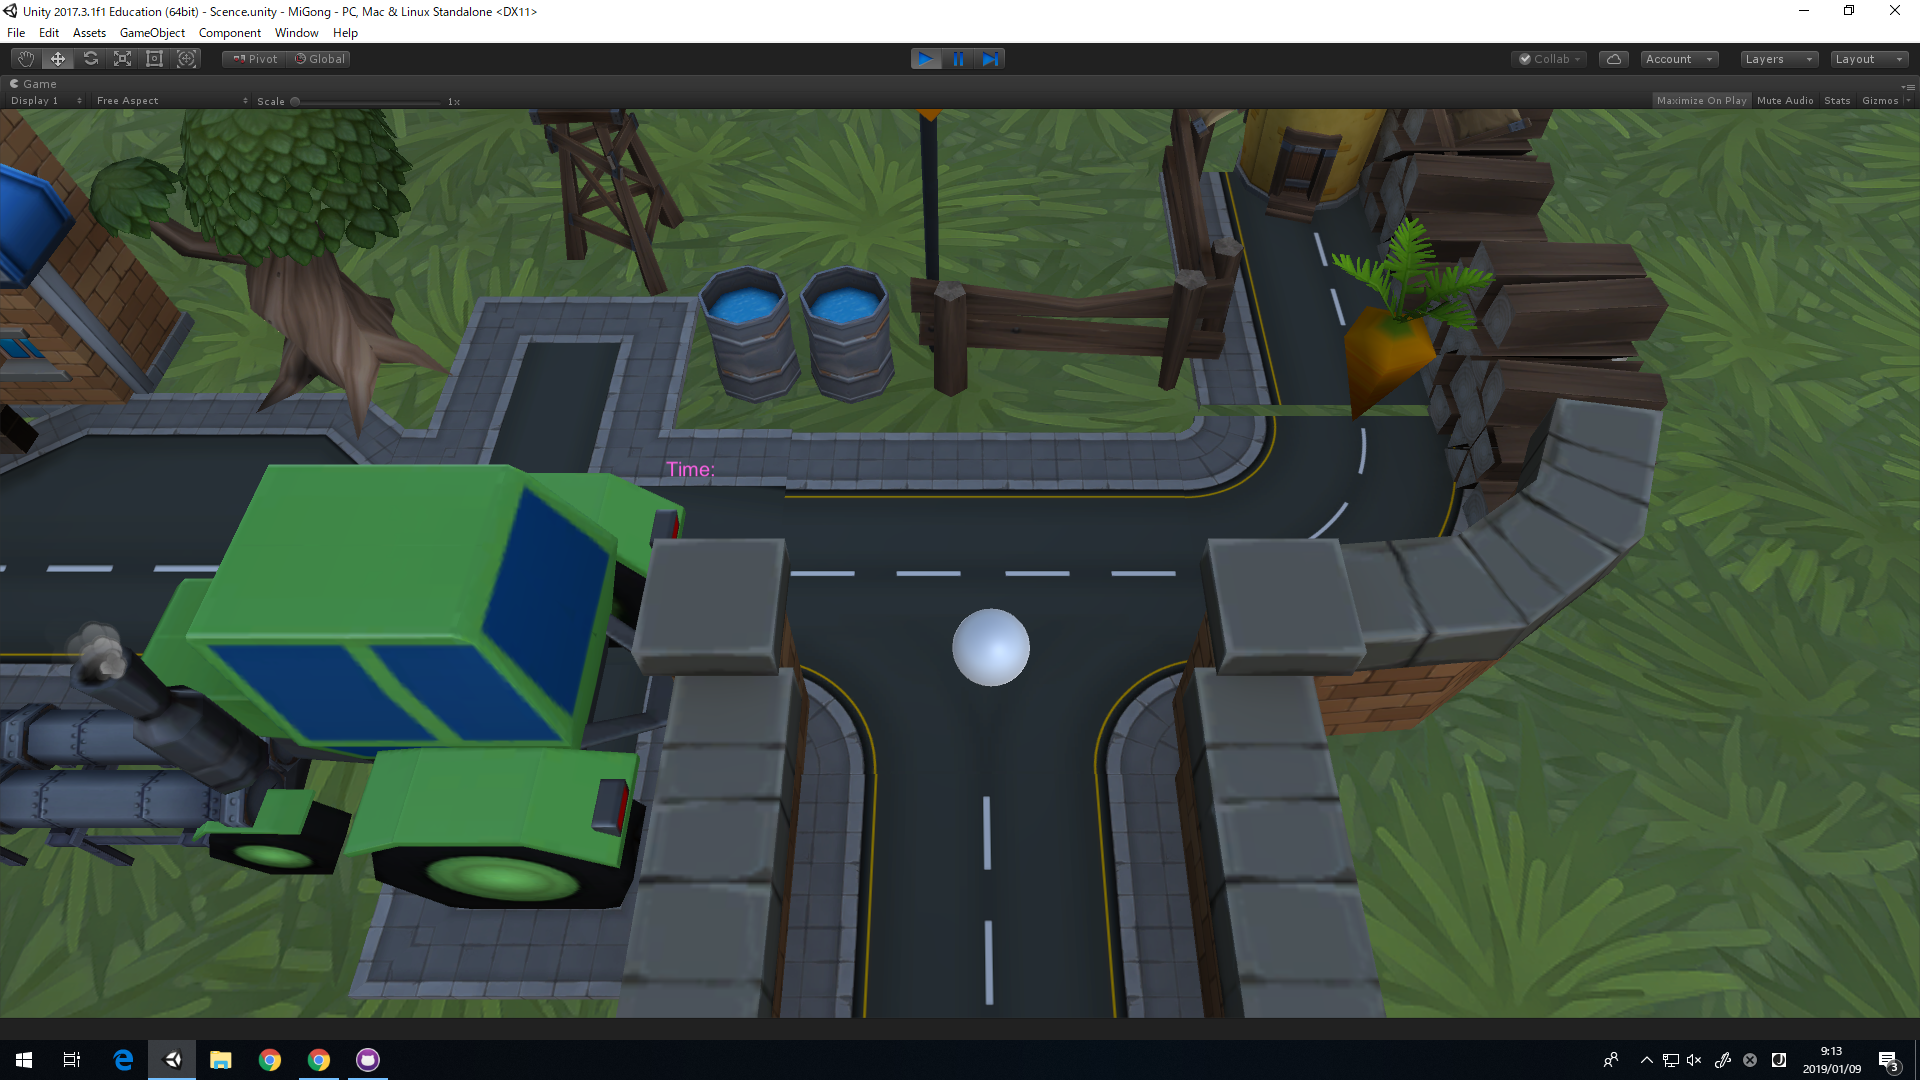 Unity 2017.3.1f1 Education (64bit) - Scence.unity - MiGong - PC, Mac & Linux Standalone <DX11>
File Edit Assets GameObject Component Window Help
Pivot Global Collab Account Layers Layout
Game
Display 1 Free Aspect Scale 1x Maximize On Play Mute Audio Stats Gizmos
Time:
9:13
2019/01/09
3